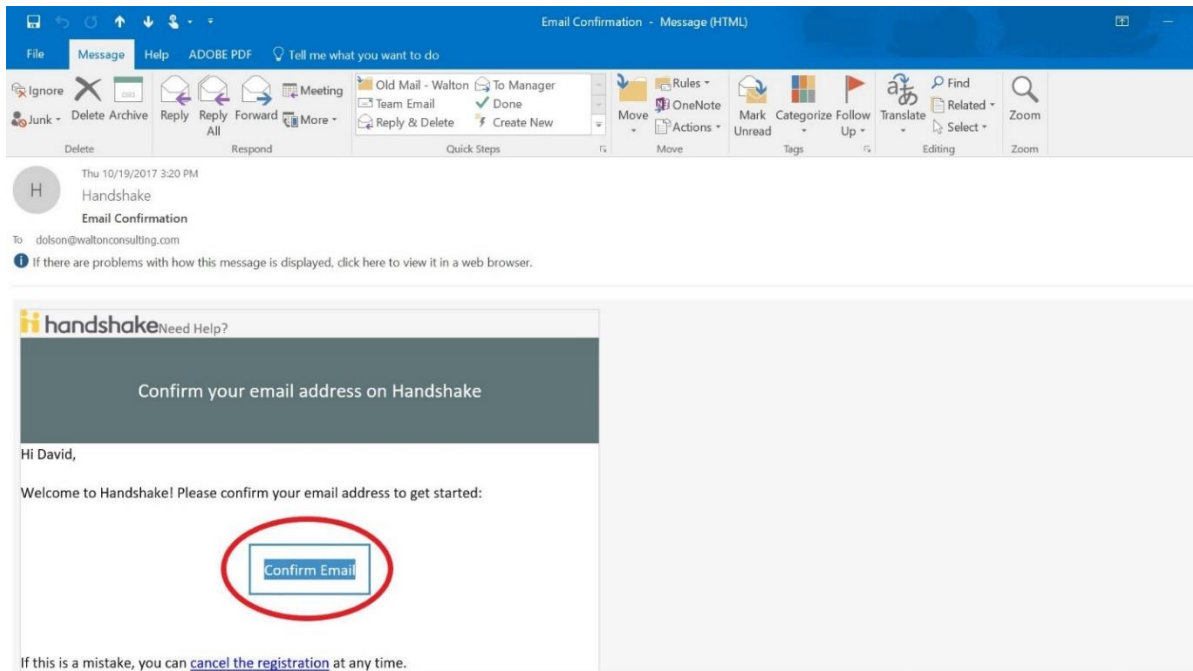 Email Confirmation - Message (HTML)
File Message Help ADOBE PDF Tell me what you want to do
Ignore
Junk
Delete
Archive
Reply
Reply All
Forward
Meeting
More
Old Mail - Walton
To Manager
Team Email
Done
Reply & Delete
Create New
Move
Rules
OneNote
Actions
Mark Unread
Categorize
Follow Up
Translate
Find
Related
Select
Zoom
Delete Respond Quick Steps Move Tags Editing Zoom
Thu 10/19/2017 3:20 PM
H
Handshake
Email Confirmation
To dolson@waltonconsulting.com
If there are problems with how this message is displayed, click here to view it in a web browser.
handshake Need Help?
Confirm your email address on Handshake
Hi David,
Welcome to Handshake! Please confirm your email address to get started:
Confirm Email
If this is a mistake, you can cancel the registration at any time.